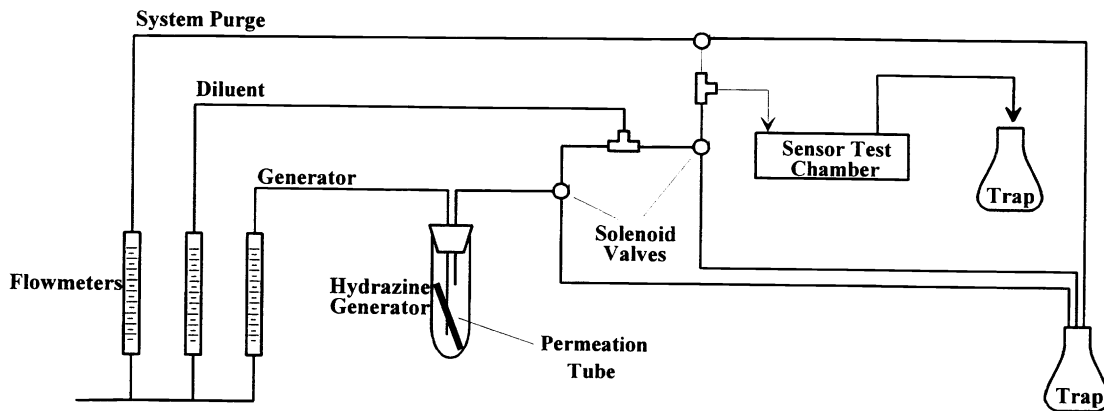 System Purge
Diluent
Generator
Flowmeters
Hydrazine
Generator
Permeation
Tube
Solenoid
Valves
Sensor Test
Chamber
Trap
Trap